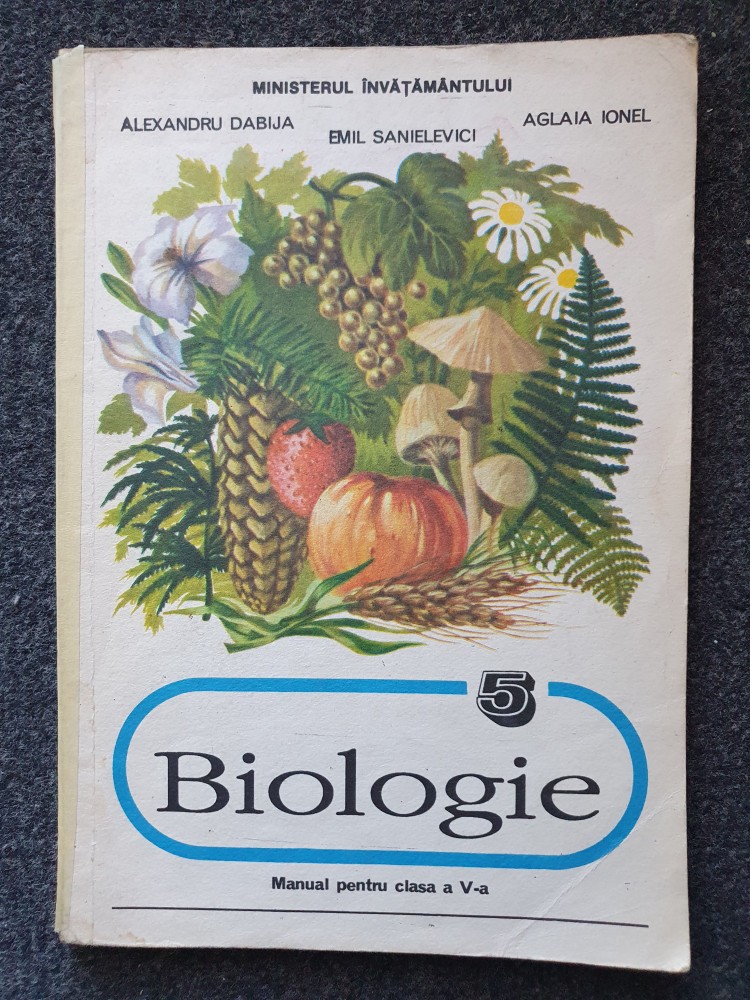 MINISTERUL ÎNVĂȚĂMÂNTULUI
ALEXANDRU DABIJA
EMIL SANIELEVICI
AGLAIA IONEL
5
Biologie
Manual pentru clasa a V-a